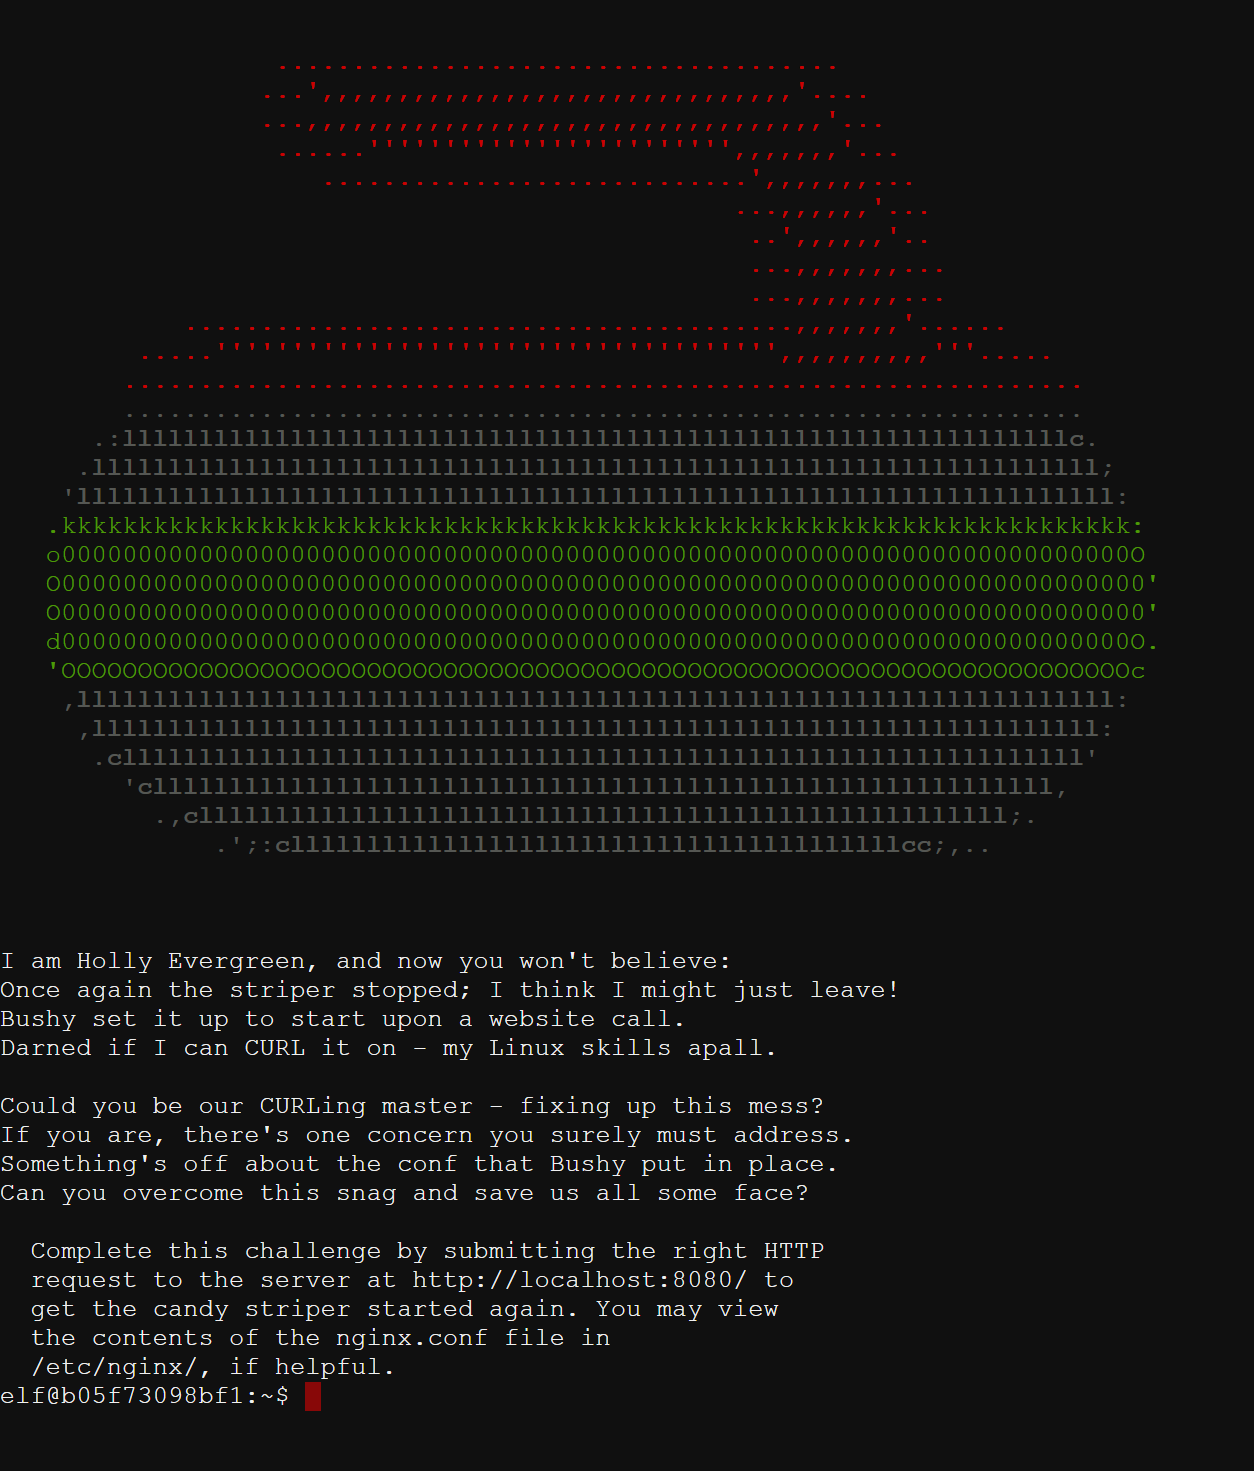 I am Holly Evergreen, and now you won't believe:
Once again the striper stopped; I think I might just leave!
Bushy set it up to start upon a website call.
Darned if I can CURL it on - my Linux skills apall.
Could you be our CURLing master - fixing up this mess?
If you are, there's one concern you surely must address.
Something's off about the conf that Bushy put in place.
Can you overcome this snag and save us all some face?
Complete this challenge by submitting the right HTTP
request to the server at http://localhost:8080/ to
get the candy striper started again. You may view
the contents of the nginx.conf file in
/etc/nginx/, if helpful.
elf@b05f73098bf1:~$